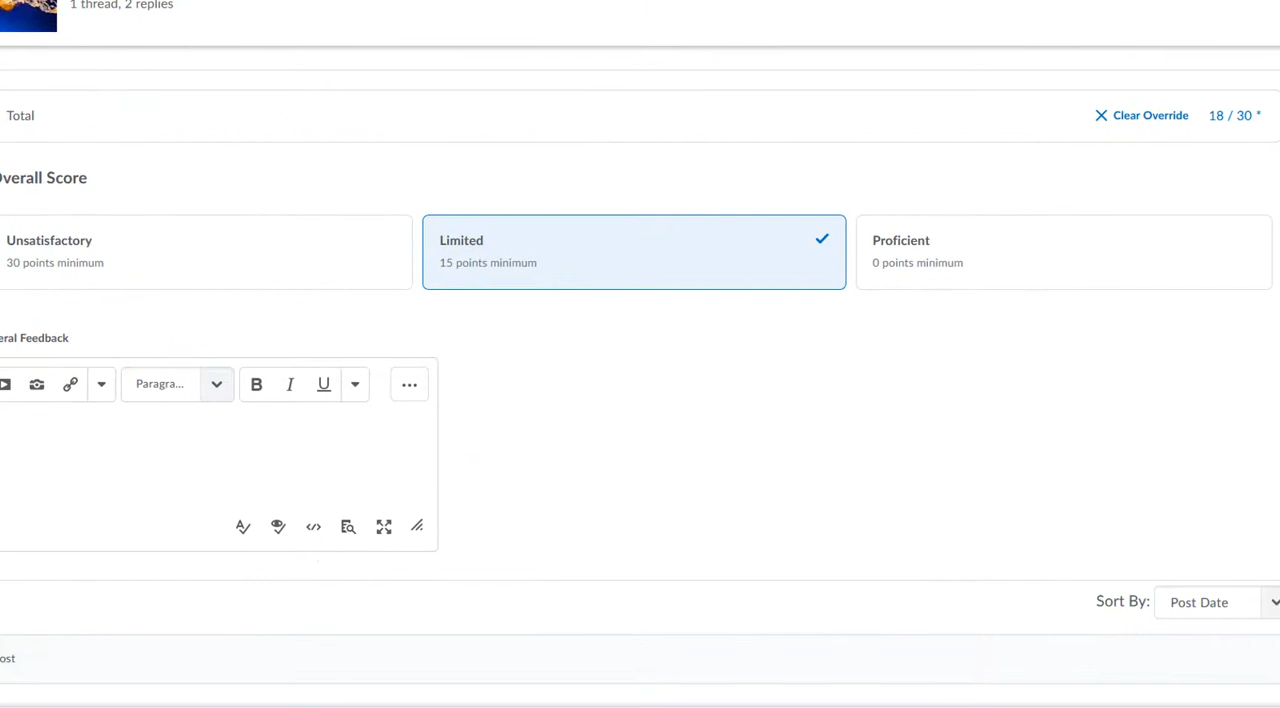 1 thread, 2 replies
Total
Clear Override 18 / 30 *
Overall Score
Unsatisfactory
30 points minimum
Limited
15 points minimum
Proficient
0 points minimum
eral Feedback
Paragra...
B I U
Sort By: Post Date
ost